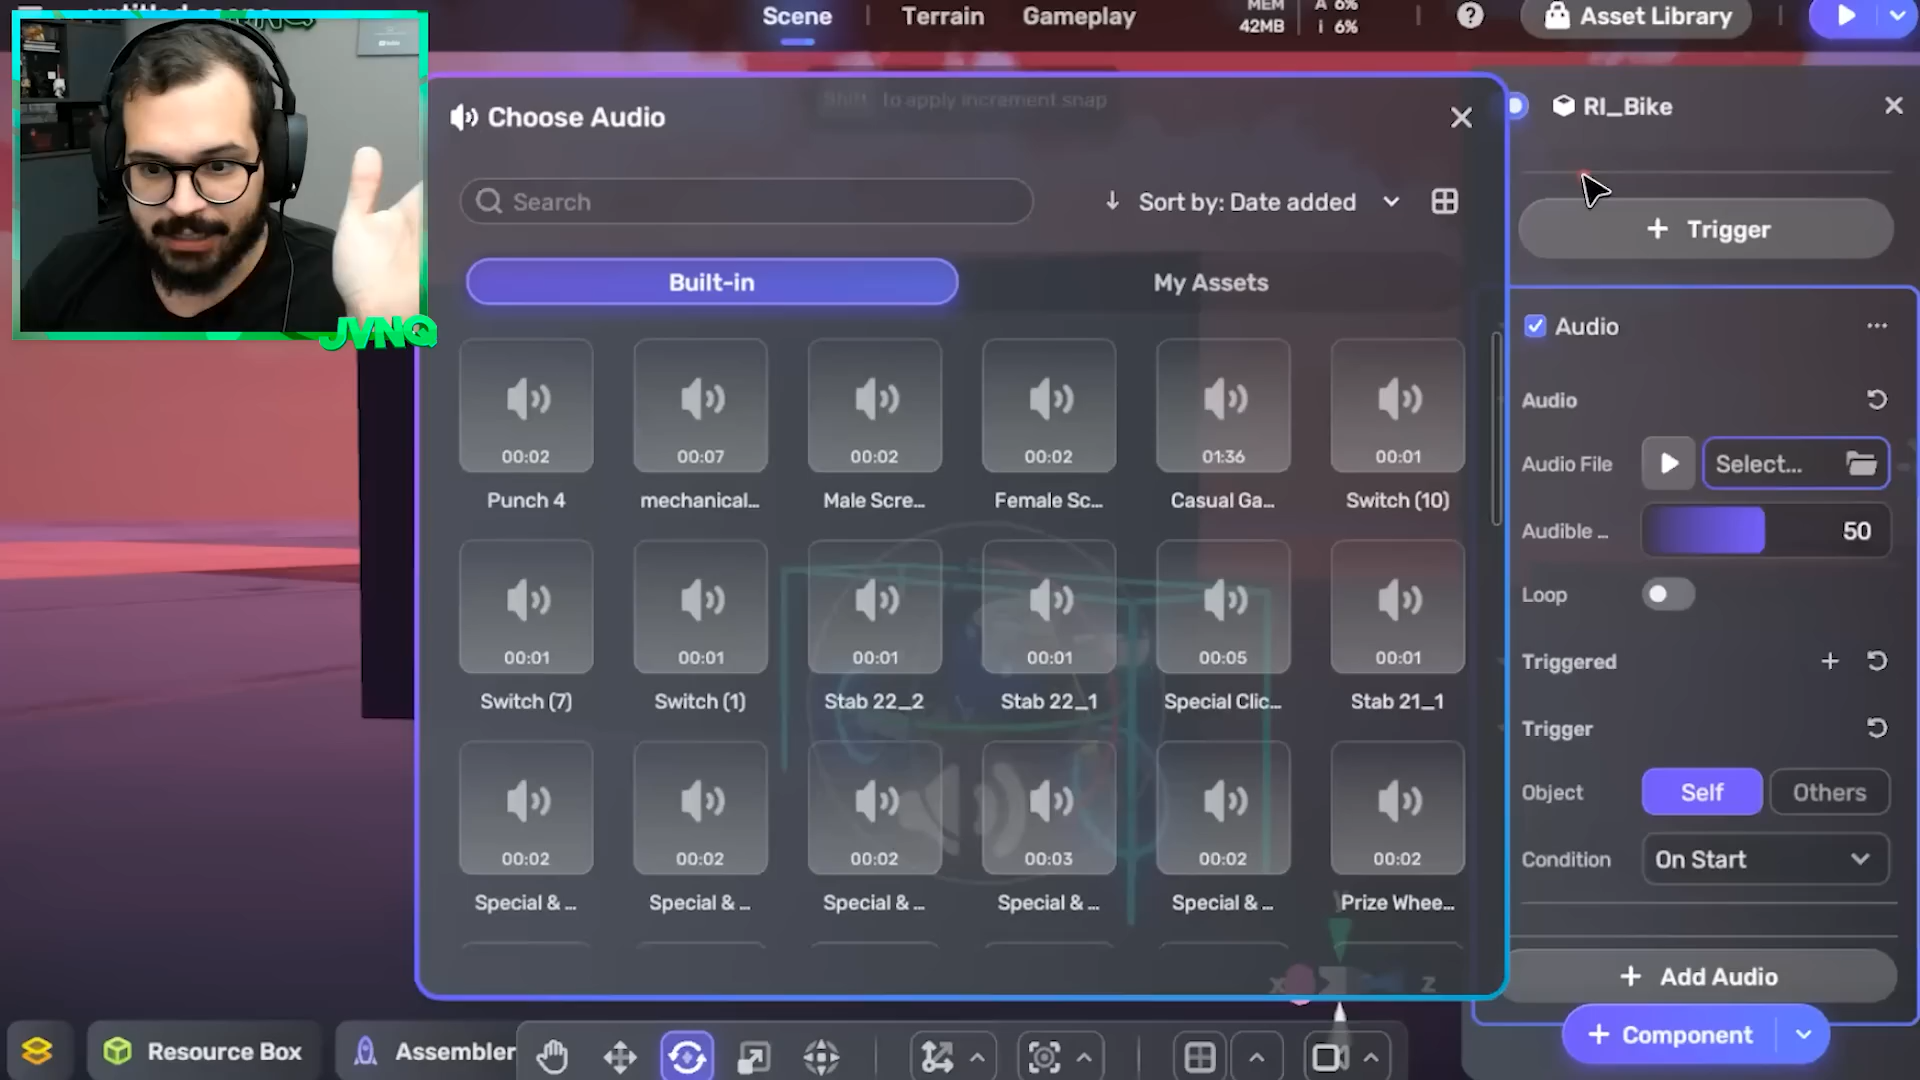 untitled scene
Scene
Terrain
Gameplay
MEM
42MB
A 6%
i 6%
Asset Library
Choose Audio
Shift to apply increment snap
RI_Bike
Search
Sort by: Date added
Trigger
Built-in
My Assets
Audio
Audio
Audio File
Select...
Audible ...
50
Loop
Triggered
Trigger
Object
Self
Others
Condition
On Start
Add Audio
Component
00:02
00:07
00:02
00:02
01:36
00:01
Punch 4
mechanical...
Male Scre...
Female Sc...
Casual Ga...
Switch (10)
00:01
00:01
00:01
00:01
00:05
00:01
Switch (7)
Switch (1)
Stab 22_2
Stab 22_1
Special Clic...
Stab 21_1
00:02
00:02
00:02
00:03
00:02
00:02
Special & ...
Special & ...
Special & ...
Special & ...
Special & ...
Prize Whee...
X
Y
Z
Resource Box
Assembler
JVNQ